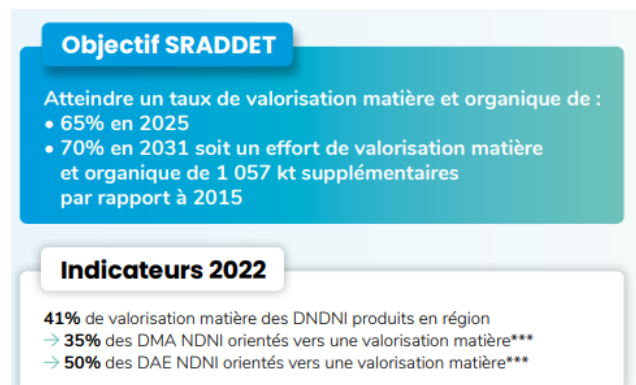 Objectif SRADDET
Atteindre un taux de valorisation matière et organique de :
• 65% en 2025
• 70% en 2031 soit un effort de valorisation matière
et organique de 1 057 kt supplémentaires
par rapport à 2015
Indicateurs 2022
41% de valorisation matière des DNDNI produits en région
→ 35% des DMA NDNI orientés vers une valorisation matière***
→ 50% des DAE NDNI orientés vers une valorisation matière***